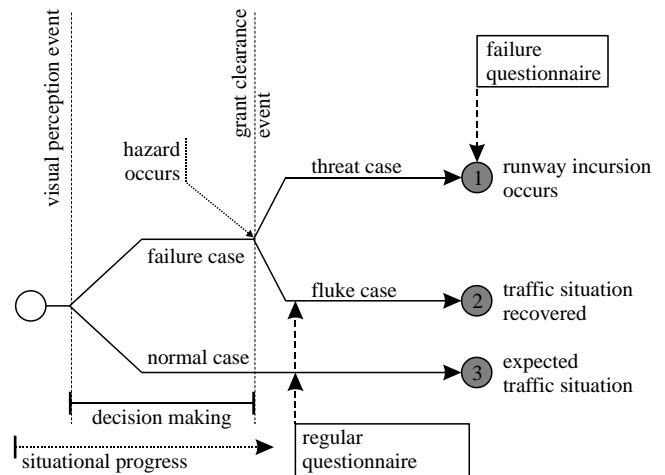 visual perception event
grant clearance
event
failure
questionnaire
hazard
occurs
threat case
1
runway incursion
occurs
failure case
fluke case
2
traffic situation
recovered
normal case
3
expected
traffic situation
decision making
regular
questionnaire
situational progress